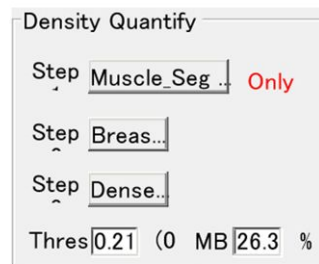 Density Quantify
Step Muscle_Seg .. Only
Step Breas...
Step Dense...
Thres 0.21 (0 MB 26.3 %